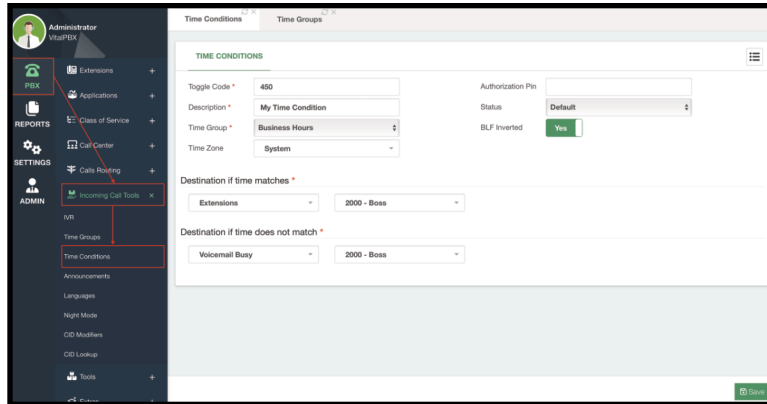 Administrator
VitalPBX
PBX
REPORTS
SETTINGS
ADMIN
Extensions +
Applications +
Class of Service +
Call Center +
Calls Routing +
Incoming Call Tools ×
IVR
Time Groups
Time Conditions
Announcements
Languages
Night Mode
CID Modifiers
CID Lookup
Tools +
Time Conditions
Time Groups
TIME CONDITIONS
Toggle Code * 450
Authorization Pin
Description * My Time Condition
Status Default
Time Group * Business Hours
BLF Inverted Yes
Time Zone System
Destination if time matches *
Extensions 2000 - Boss
Destination if time does not match *
Voicemail Busy 2000 - Boss
Save